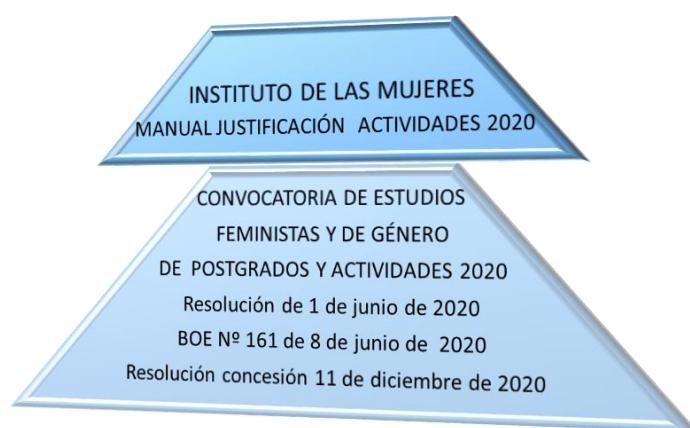 INSTITUTO DE LAS MUJERES
MANUAL JUSTIFICACIÓN ACTIVIDADES 2020
CONVOCATORIA DE ESTUDIOS
FEMINISTAS Y DE GÉNERO
DE POSTGRADOS Y ACTIVIDADES 2020
Resolución de 1 de junio de 2020
BOE Nº 161 de 8 de junio de 2020
Resolución concesión 11 de diciembre de 2020